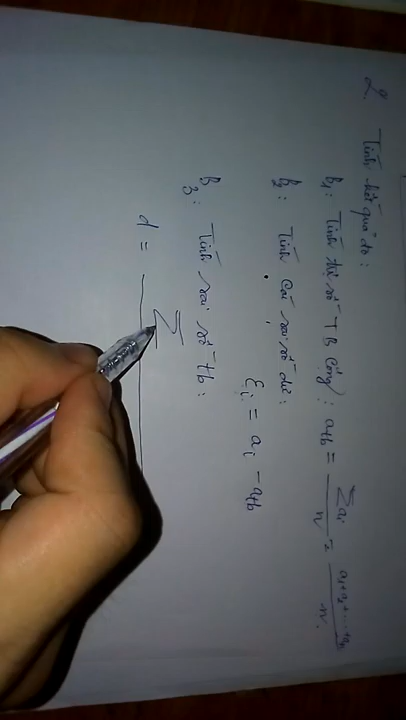 2. Tính kết quả đo:
B1: Tính trị số TB cộng: atb = Σai / n = a1 + a2 + ... + an / n.
B2: Tính các sai số dư:
εi = ai - atb
B3: Tính sai số tb:
d = Σ